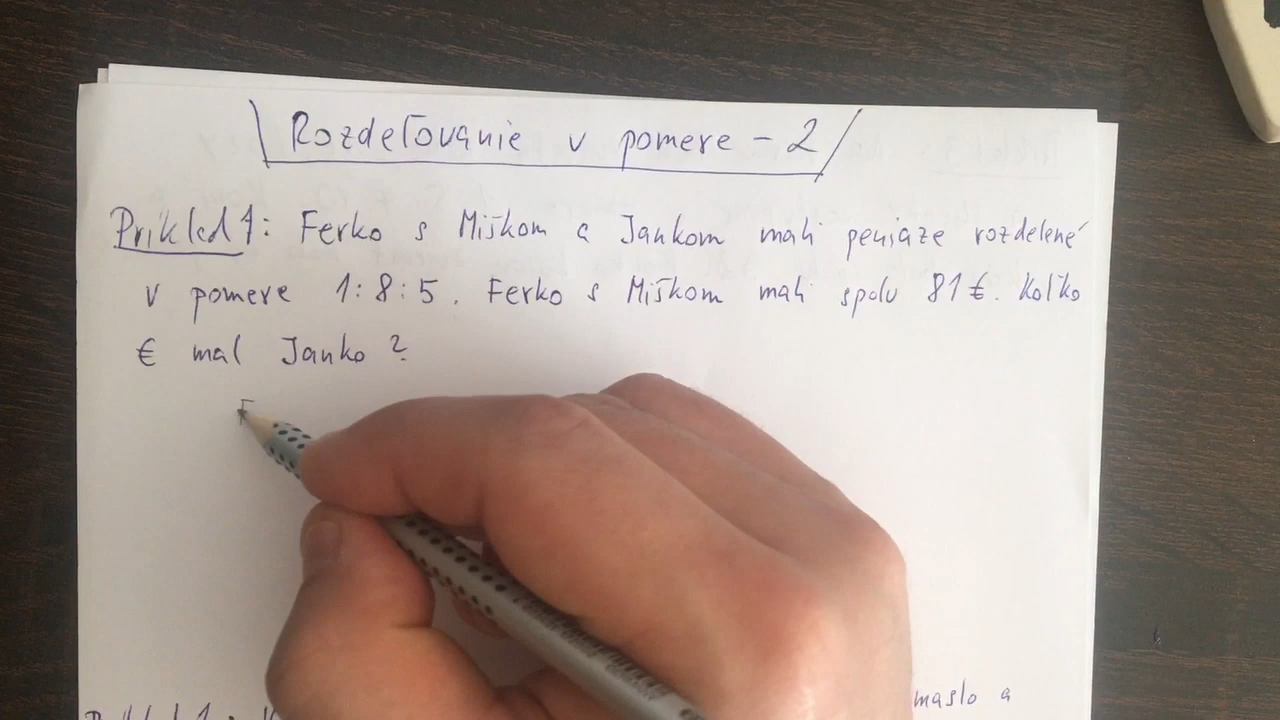 Rozdeľovanie v pomere - 2
Príklad 1: Ferko s Miškom a Jankom mali peniaze rozdelené
v pomere 1:8:5. Ferko s Miškom mali spolu 81 €. Koľko
€ mal Janko?
F
maslo a